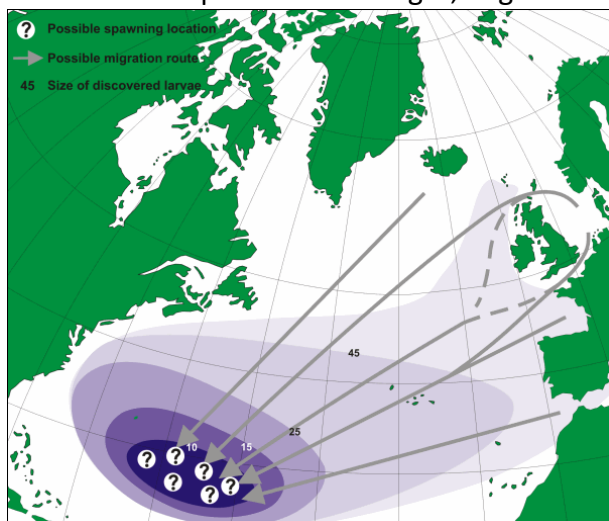 ? Possible spawning location
Possible migration route
45 Size of discovered larvae
45
25
10 15
? ?
?
? ?
?